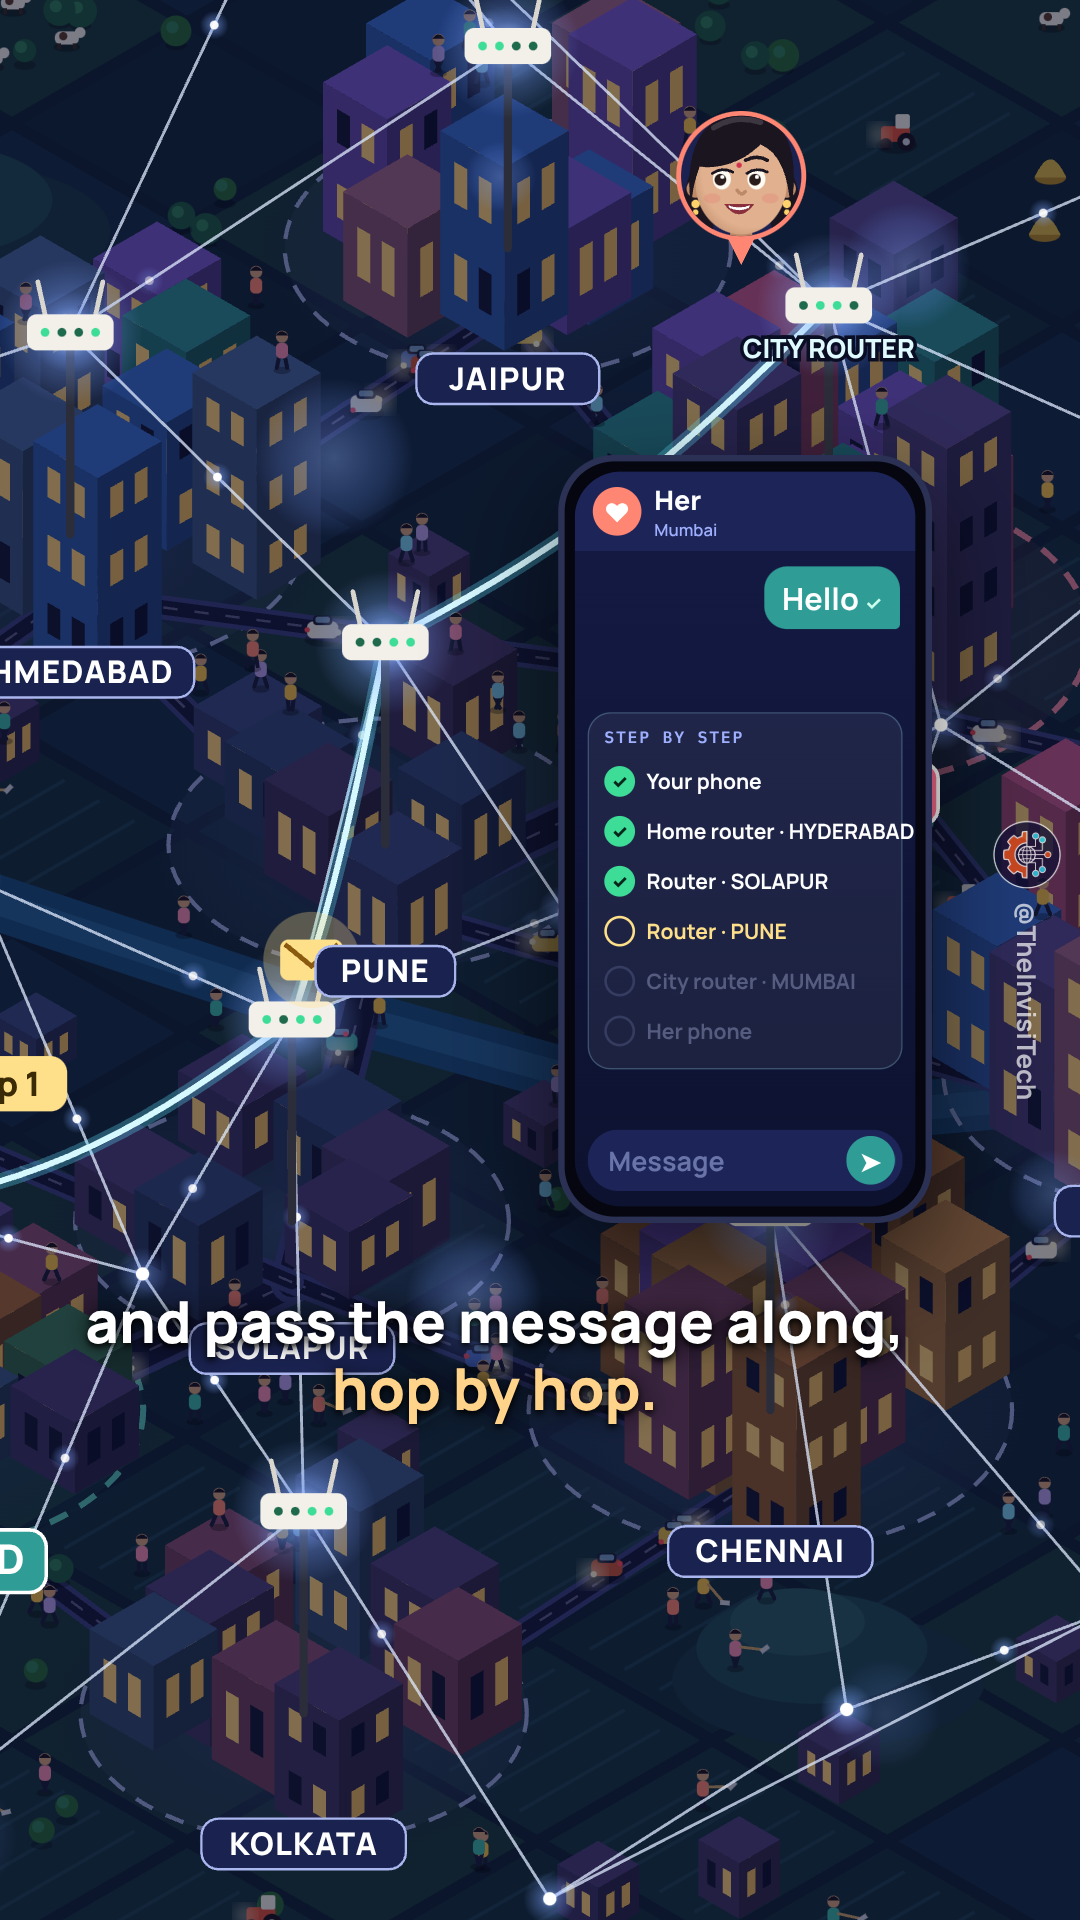 JAIPUR
CITY ROUTER
Her
Mumbai
Hello
HMEDABAD
STEP BY STEP
Your phone
Home router · HYDERABAD
Router · SOLAPUR
Router · PUNE
City router · MUMBAI
Her phone
PUNE
@TheInvisiTech
p 1
Message
and pass the message along,
SOLAPUR
hop by hop.
D
CHENNAI
KOLKATA